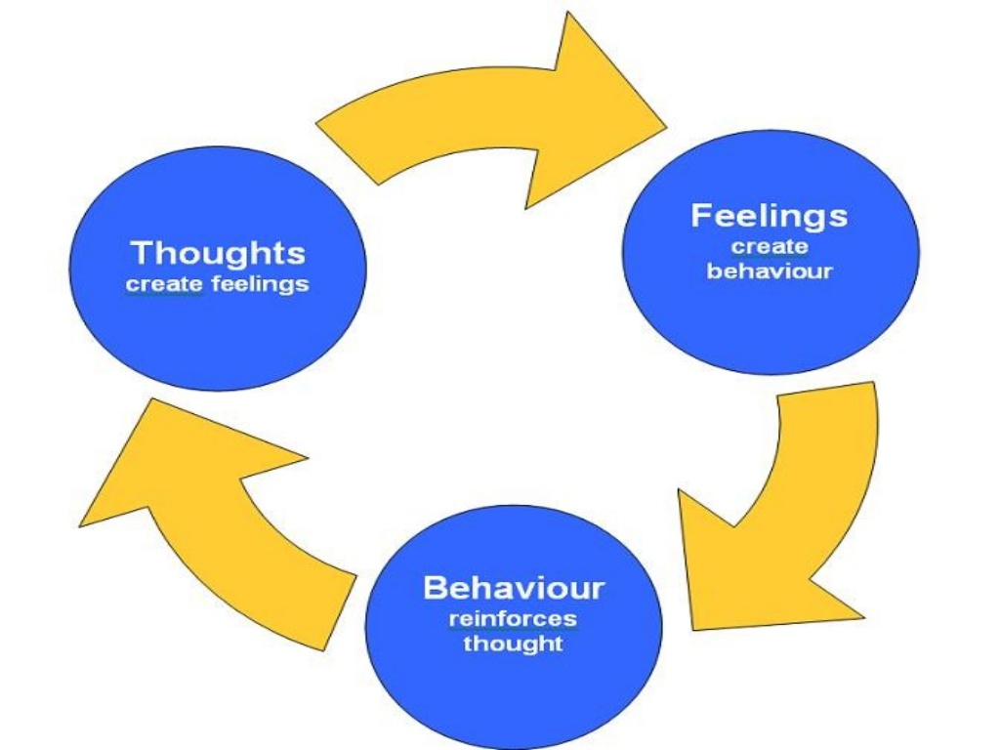 Thoughts
create feelings
Feelings
create
behaviour
Behaviour
reinforces
thought